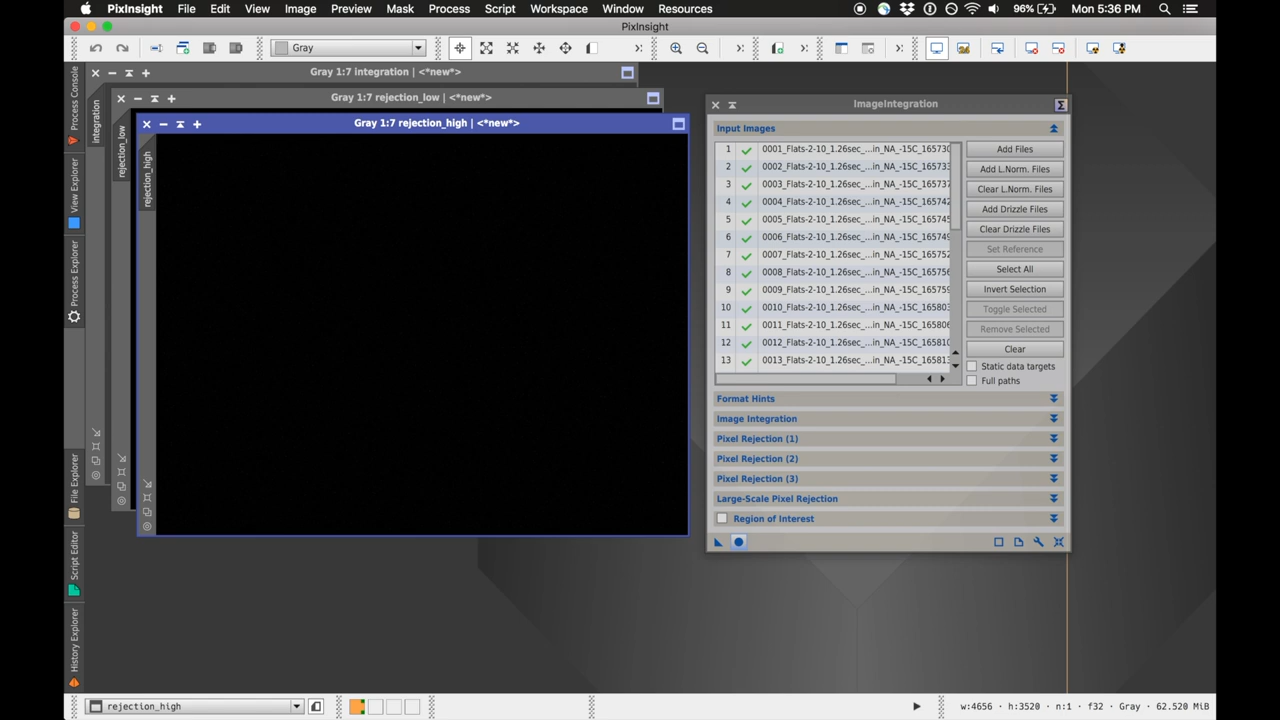 PixInsight File Edit View Image Preview Mask Process Script Workspace Window Resources 96% Mon 5:36 PM
PixInsight
Gray
Process Console
View Explorer
Process Explorer
File Explorer
Script Editor
History Explorer
Gray 1:7 integration | <*new*>
integration
Gray 1:7 rejection_low | <*new*>
rejection_low
Gray 1:7 rejection_high | <*new*>
rejection_high
ImageIntegration
Input Images
1 0001_Flats-2-10_1.26sec_...in_NA_-15C_165730
2 0002_Flats-2-10_1.26sec_...in_NA_-15C_165733
3 0003_Flats-2-10_1.26sec_...in_NA_-15C_165737
4 0004_Flats-2-10_1.26sec_...in_NA_-15C_165742
5 0005_Flats-2-10_1.26sec_...in_NA_-15C_165745
6 0006_Flats-2-10_1.26sec_...in_NA_-15C_165749
7 0007_Flats-2-10_1.26sec_...in_NA_-15C_165752
8 0008_Flats-2-10_1.26sec_...in_NA_-15C_165756
9 0009_Flats-2-10_1.26sec_...in_NA_-15C_165759
10 0010_Flats-2-10_1.26sec_...in_NA_-15C_165803
11 0011_Flats-2-10_1.26sec_...in_NA_-15C_165806
12 0012_Flats-2-10_1.26sec_...in_NA_-15C_165810
13 0013_Flats-2-10_1.26sec_...in_NA_-15C_165813
Add Files
Add L.Norm. Files
Clear L.Norm. Files
Add Drizzle Files
Clear Drizzle Files
Set Reference
Select All
Invert Selection
Toggle Selected
Remove Selected
Clear
Static data targets
Full paths
Format Hints
Image Integration
Pixel Rejection (1)
Pixel Rejection (2)
Pixel Rejection (3)
Large-Scale Pixel Rejection
Region of Interest
rejection_high
w:4656 · h:3520 · n:1 · f32 · Gray · 62.520 MiB